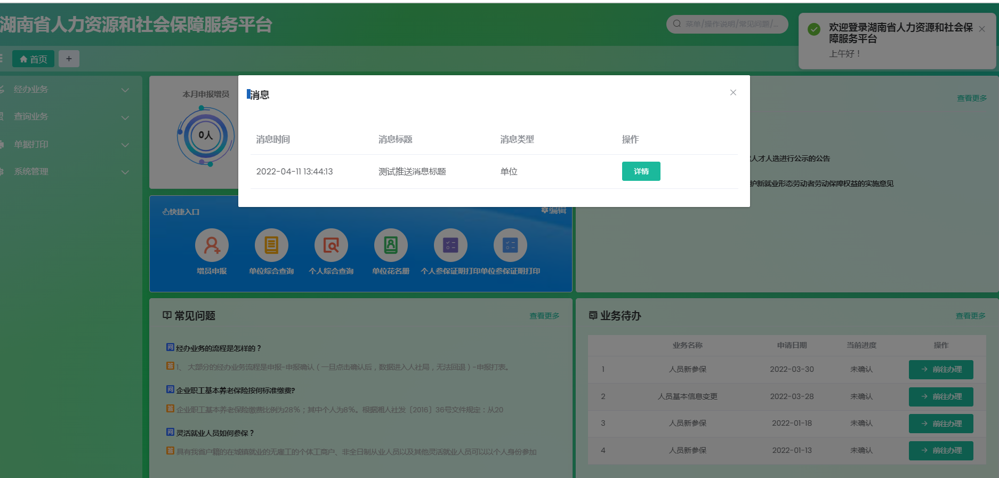 湖南省人力资源和社会保障服务平台
菜单/操作说明/常见问题/...
欢迎登录湖南省人力资源和社会保
障服务平台
上午好！
首页
+
经办业务
查询业务
单据打印
系统管理
本月申报增员
0人
消息
消息时间 消息标题 消息类型 操作
2022-04-11 13:44:13 测试推送消息标题 单位 详情
查看更多
人才人选进行公示的公告
护新就业形态劳动者劳动保障权益的实施意见
快捷入口
编辑
增员申报 单位综合查询 个人综合查询 单位花名册 个人参保证明打印 单位参保证明打印
常见问题 查看更多
问 经办业务的流程是怎样的？
答 1、 大部分的经办业务流程是申报-申报确认（一旦点击确认后，数据进入人社局，无法回退）-申报打表。
问 企业职工基本养老保险按何标准缴费?
答 企业职工基本养老保险缴费比例为28%；其中个人为8%。根据湘人社发〔2016〕36号文件规定：从20
问 灵活就业人员如何参保？
答 具有我省户籍的在城镇就业的无雇工的个体工商户、非全日制从业人员以及其他灵活就业人员可以以个人身份参加
业务待办 查看更多
业务名称 申请日期 当前进度 操作
1 人员新参保 2022-03-30 未确认 前往办理
2 人员基本信息变更 2022-03-28 未确认 前往办理
3 人员新参保 2022-01-18 未确认 前往办理
4 人员新参保 2022-01-13 未确认 前往办理